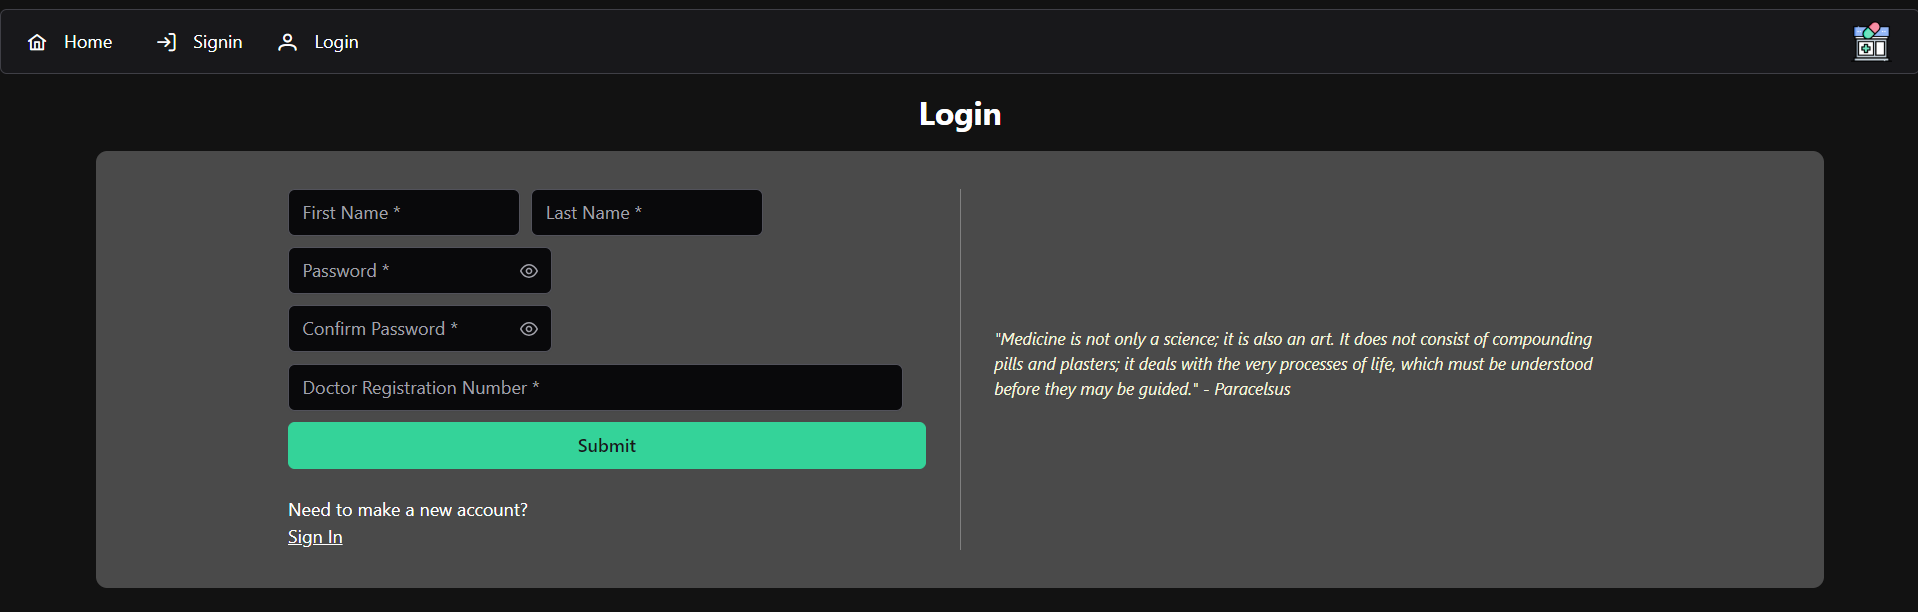 Home Signin Login
Login
First Name * Last Name *
Password *
Confirm Password *
Doctor Registration Number *
Submit
Need to make a new account?
Sign In
"Medicine is not only a science; it is also an art. It does not consist of compounding
pills and plasters; it deals with the very processes of life, which must be understood
before they may be guided." - Paracelsus